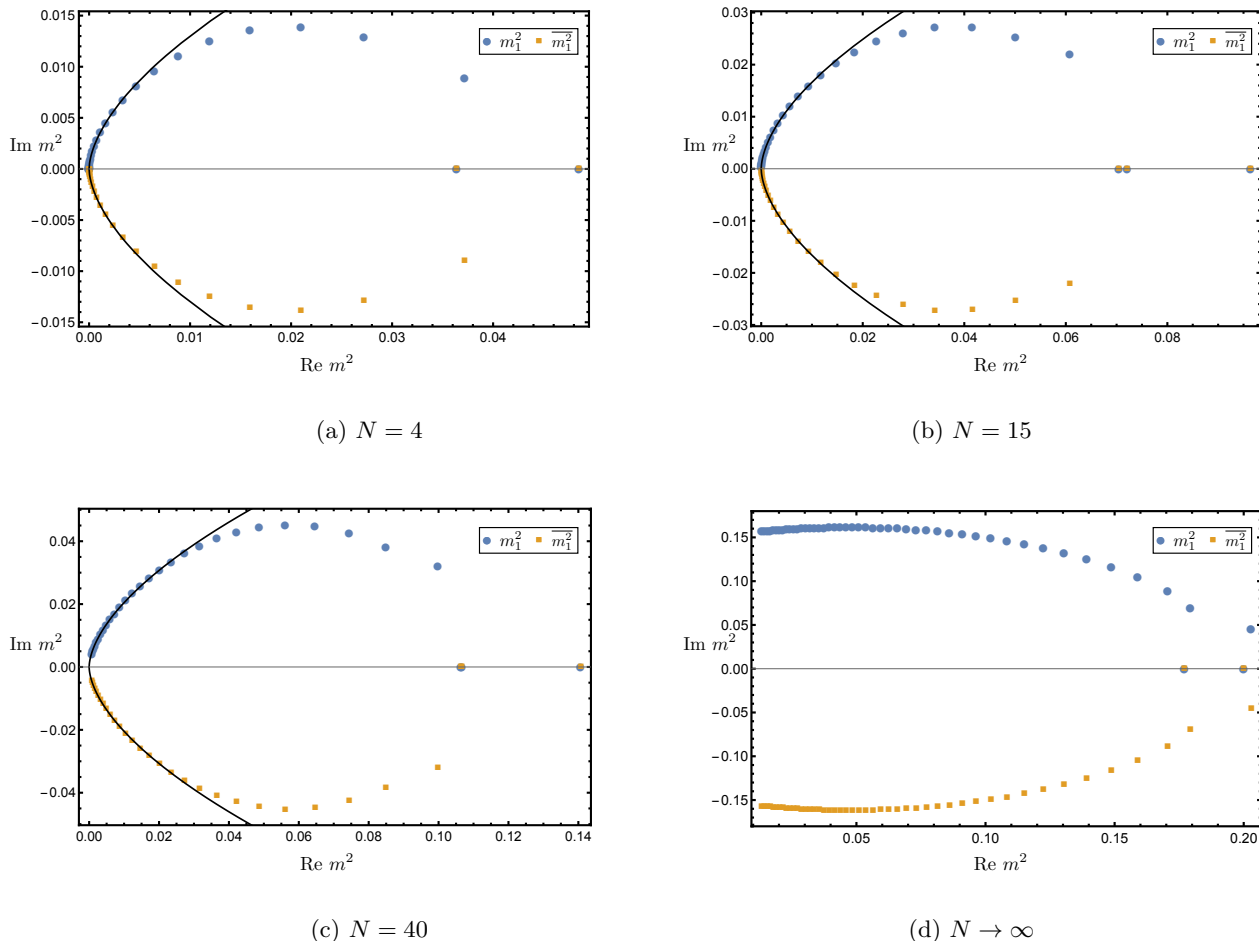 0.015
0.010
0.005
0.000
−0.005
−0.010
−0.015
Im m²
0.00 0.01 0.02 0.03 0.04
Re m²
m₁² \overline{m₁²}
(a) N = 4
0.03
0.02
0.01
0.00
−0.01
−0.02
−0.03
Im m²
0.00 0.02 0.04 0.06 0.08
Re m²
m₁² \overline{m₁²}
(b) N = 15
0.04
0.02
0.00
−0.02
−0.04
Im m²
0.00 0.02 0.04 0.06 0.08 0.10 0.12 0.14
Re m²
m₁² \overline{m₁²}
(c) N = 40
0.15
0.10
0.05
0.00
−0.05
−0.10
−0.15
Im m²
0.05 0.10 0.15 0.20
Re m²
m₁² \overline{m₁²}
(d) N → ∞